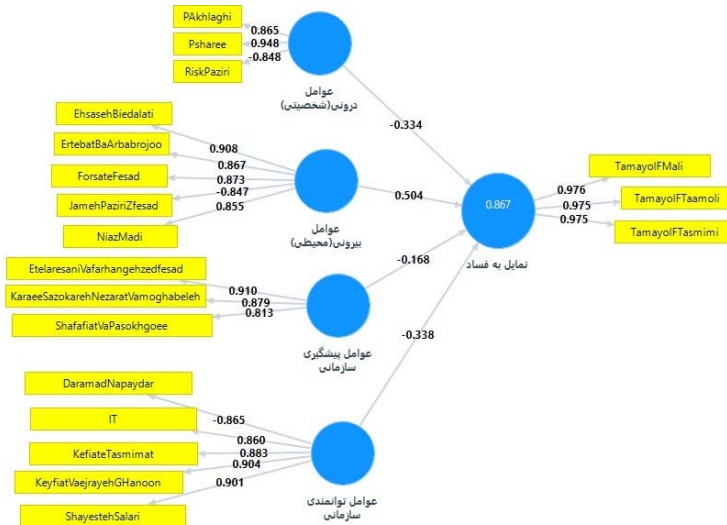 PAkhlaghi
0.865
Psharee
0.948
RiskPaziri
-0.848
عوامل
درونی(شخصیتی)
-0.334
EhsasehBiedalati
0.908
ErtebatBaArbabrojoo
0.867
ForsateFesad
0.873
JamehPaziriZfesad
-0.847
NiazMadi
0.855
عوامل
بیرونی(محیطی)
0.504
0.867
تمایل به فساد
TamayolFMali
0.976
TamayolFTaamoli
0.975
TamayolFTasmimi
0.975
EtelaresaniVafarhangehzedfesad
0.910
KaraeeSazokarehNezaratVamoghabeleh
0.879
ShafafiatVaPasokhgoee
0.813
عوامل پیشگیری
سازمانی
-0.168
DaramadNapaydar
-0.865
IT
0.860
KefiateTasmimat
0.883
KeyfiatVaejrayehGHanoon
0.904
ShayestehSalari
0.901
عوامل توانمندی
سازمانی
-0.338